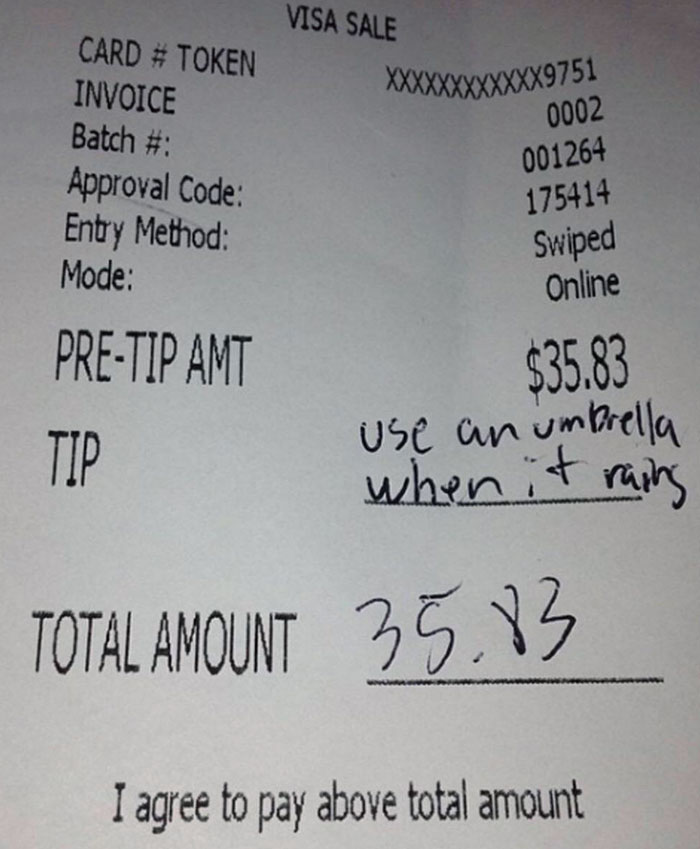 VISA SALE
CARD # TOKEN XXXXXXXXXXXX9751
INVOICE 0002
Batch #: 001264
Approval Code: 175414
Entry Method: Swiped
Mode: Online
PRE-TIP AMT $35.83
TIP use an umbrella
when it rains
TOTAL AMOUNT 35.83
I agree to pay above total amount